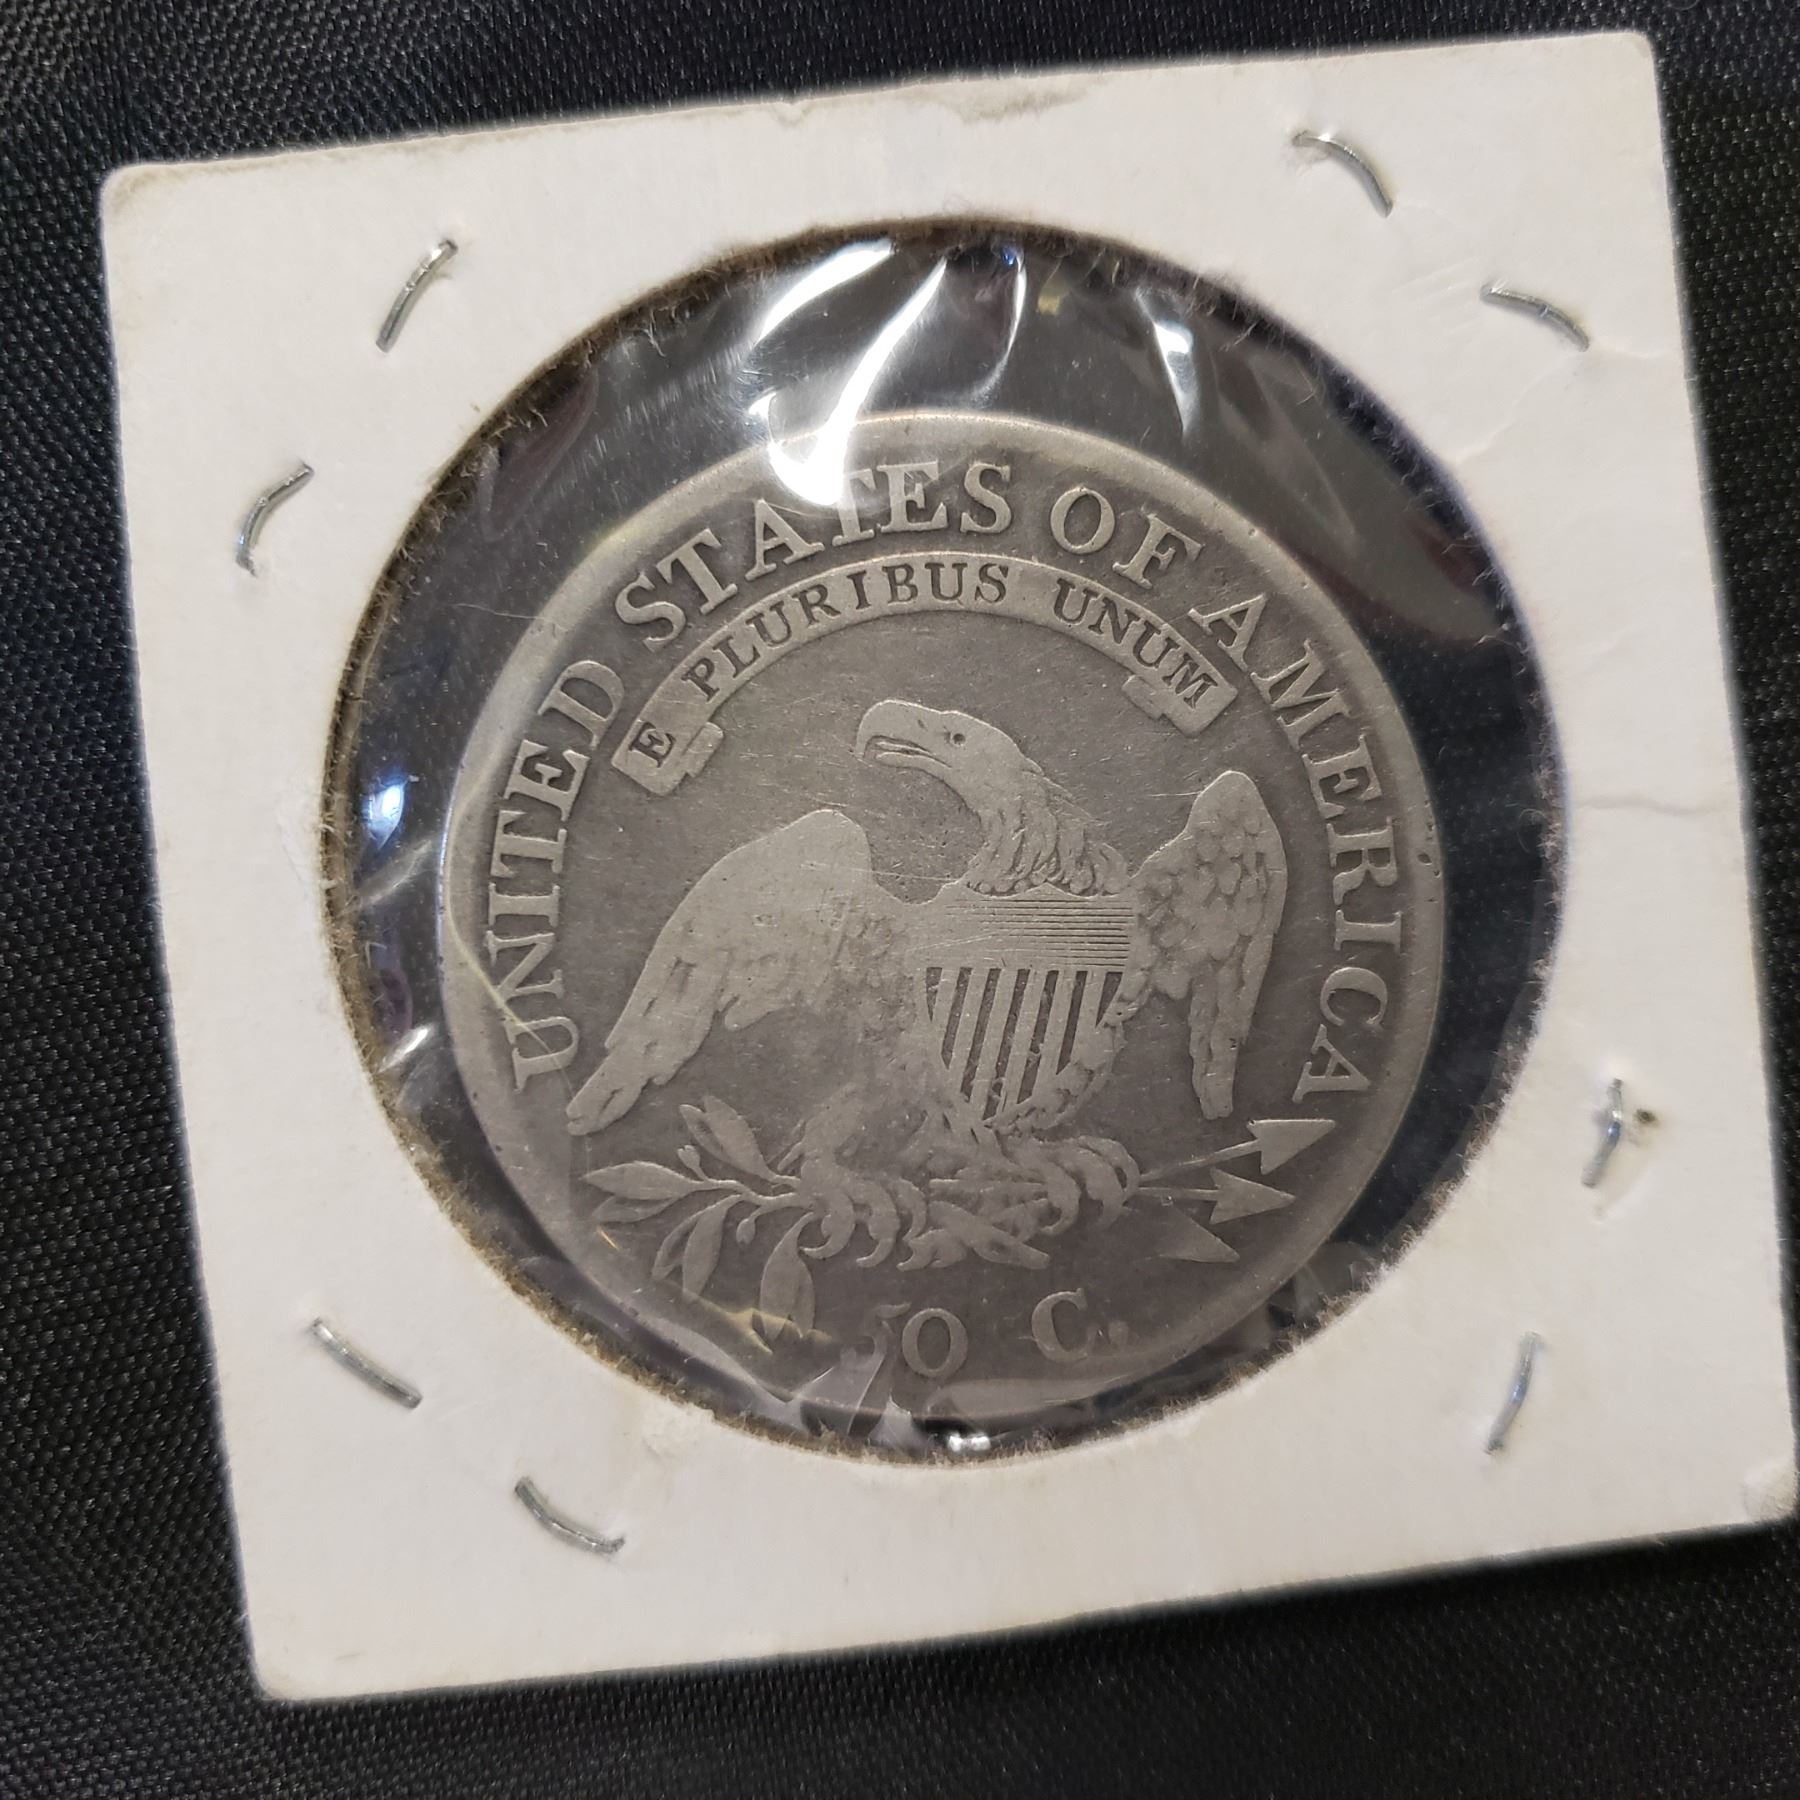 UNITED STATES OF AMERICA
E PLURIBUS UNUM
50 C.